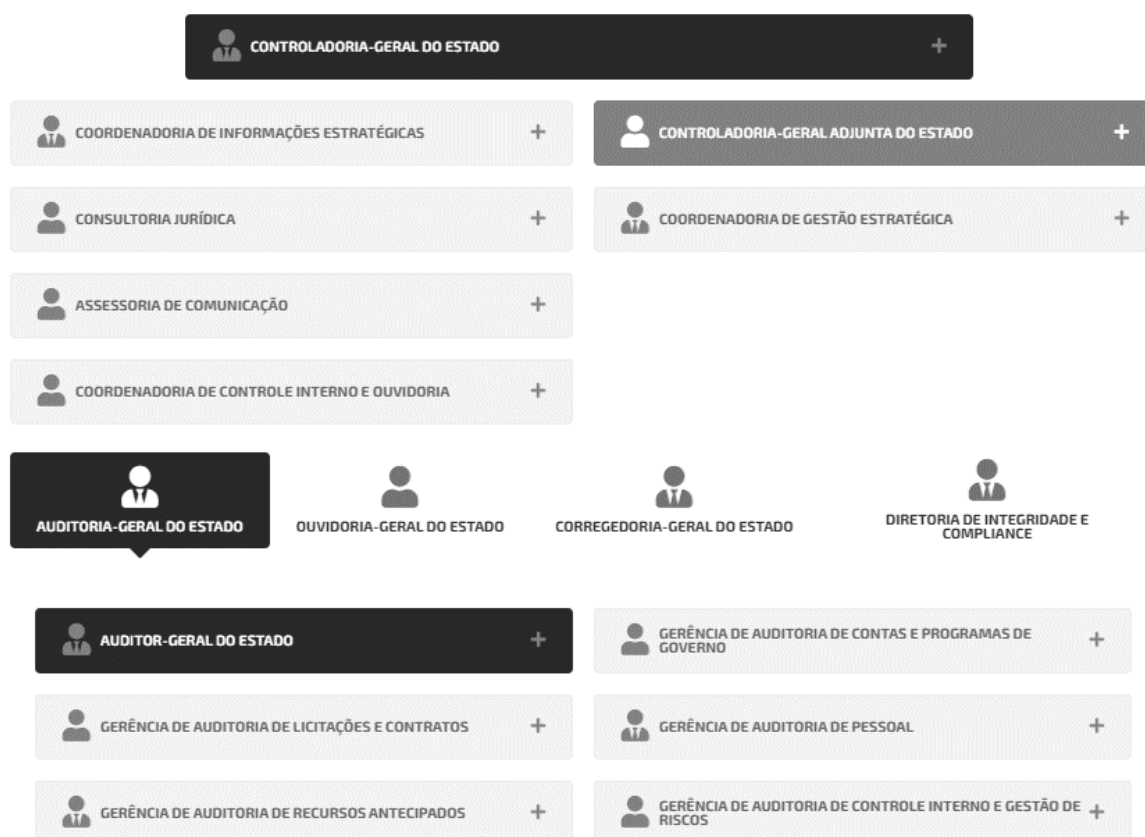 CONTROLADORIA-GERAL DO ESTADO +
COORDENADORIA DE INFORMAÇÕES ESTRATÉGICAS +
CONTROLADORIA-GERAL ADJUNTA DO ESTADO +
CONSULTORIA JURÍDICA +
COORDENADORIA DE GESTÃO ESTRATÉGICA +
ASSESSORIA DE COMUNICAÇÃO +
COORDENADORIA DE CONTROLE INTERNO E OUVIDORIA +
AUDITORIA-GERAL DO ESTADO
OUVIDORIA-GERAL DO ESTADO
CORREGEDORIA-GERAL DO ESTADO
DIRETORIA DE INTEGRIDADE E
COMPLIANCE
AUDITOR-GERAL DO ESTADO +
GERÊNCIA DE AUDITORIA DE CONTAS E PROGRAMAS DE
GOVERNO +
GERÊNCIA DE AUDITORIA DE LICITAÇÕES E CONTRATOS +
GERÊNCIA DE AUDITORIA DE PESSOAL +
GERÊNCIA DE AUDITORIA DE RECURSOS ANTECIPADOS +
GERÊNCIA DE AUDITORIA DE CONTROLE INTERNO E GESTÃO DE
RISCOS +